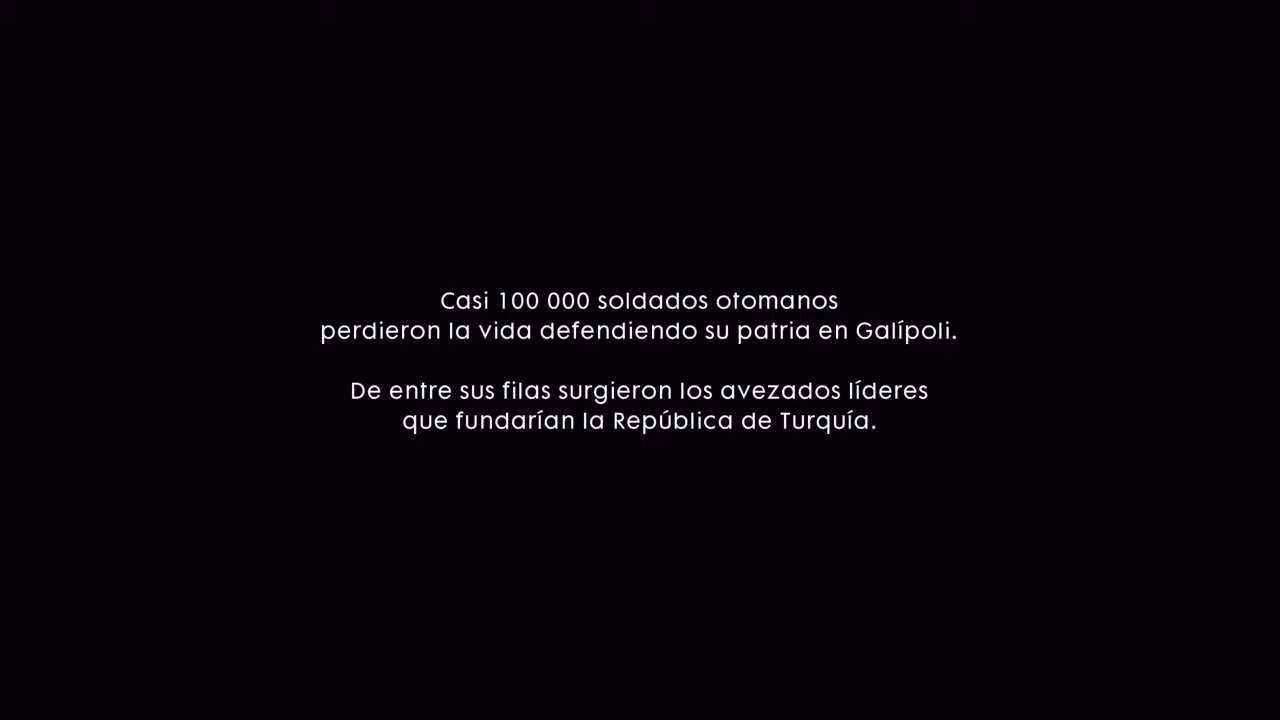 Casi 100 000 soldados otomanos
perdieron la vida defendiendo su patria en Galípoli.
De entre sus filas surgieron los avezados líderes
que fundarían la República de Turquía.